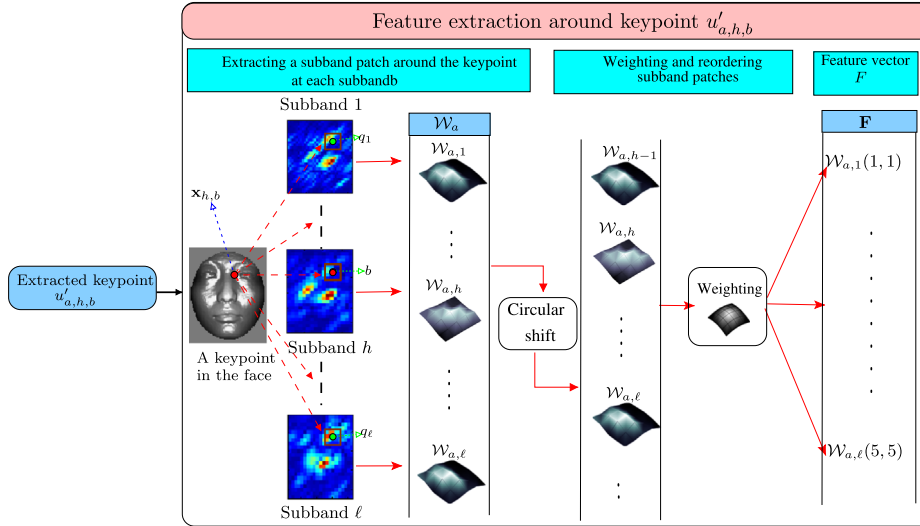 Feature extraction around keypoint u′a,h,b
Extracting a subband patch around the keypoint
at each subbandb
Weighting and reordering
subband patches
Feature vector
F
Subband 1
q1
xh,b
Extracted keypoint
u′a,h,b
A keypoint
in the face
b
Subband h
qℓ
Subband ℓ
Wa
Wa,1
Wa,h
Wa,ℓ
Circular
shift
Wa,h−1
Wa,h
Wa,ℓ
Weighting
F
Wa,1(1, 1)
Wa,ℓ(5, 5)